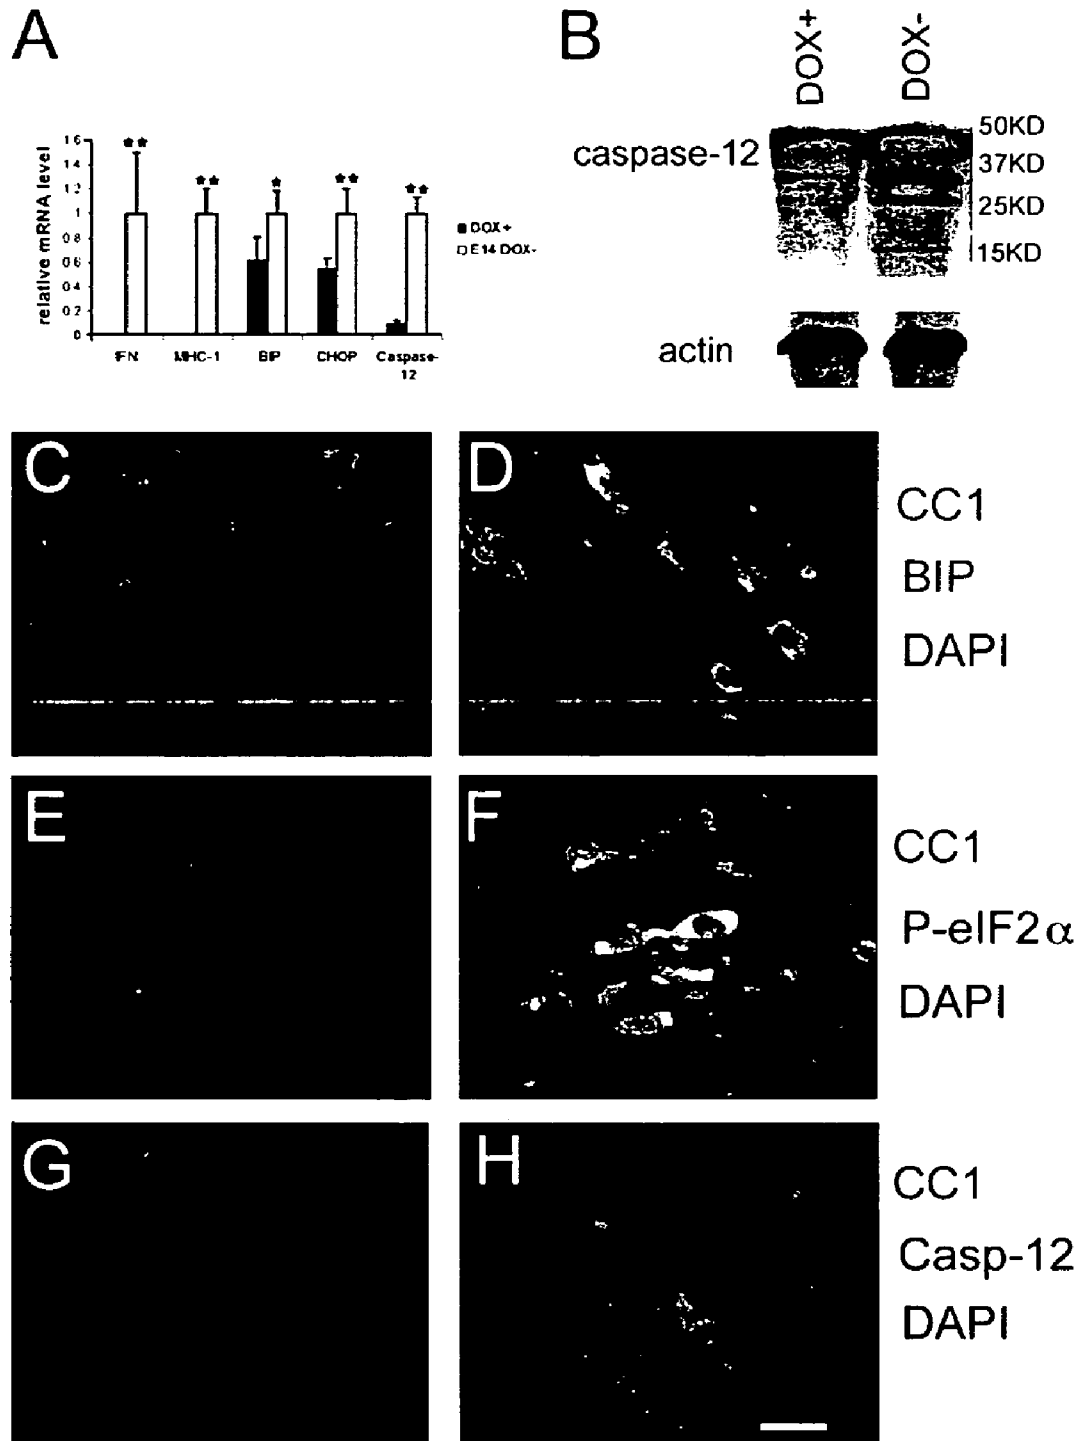 A
B
DOX+
DOX-
relative mRNA level
1 6
1.4
1.2
1
0.8
0.6
0.4
0 2
0
IFN
MHC-1
BIP
CHOP
Caspase-
12
DOX+
E14 DOX-
caspase-12
50KD
37KD
25KD
15KD
actin
C
D
CC1
BIP
DAPI
E
F
CC1
P-eIF2α
DAPI
G
H
CC1
Casp-12
DAPI